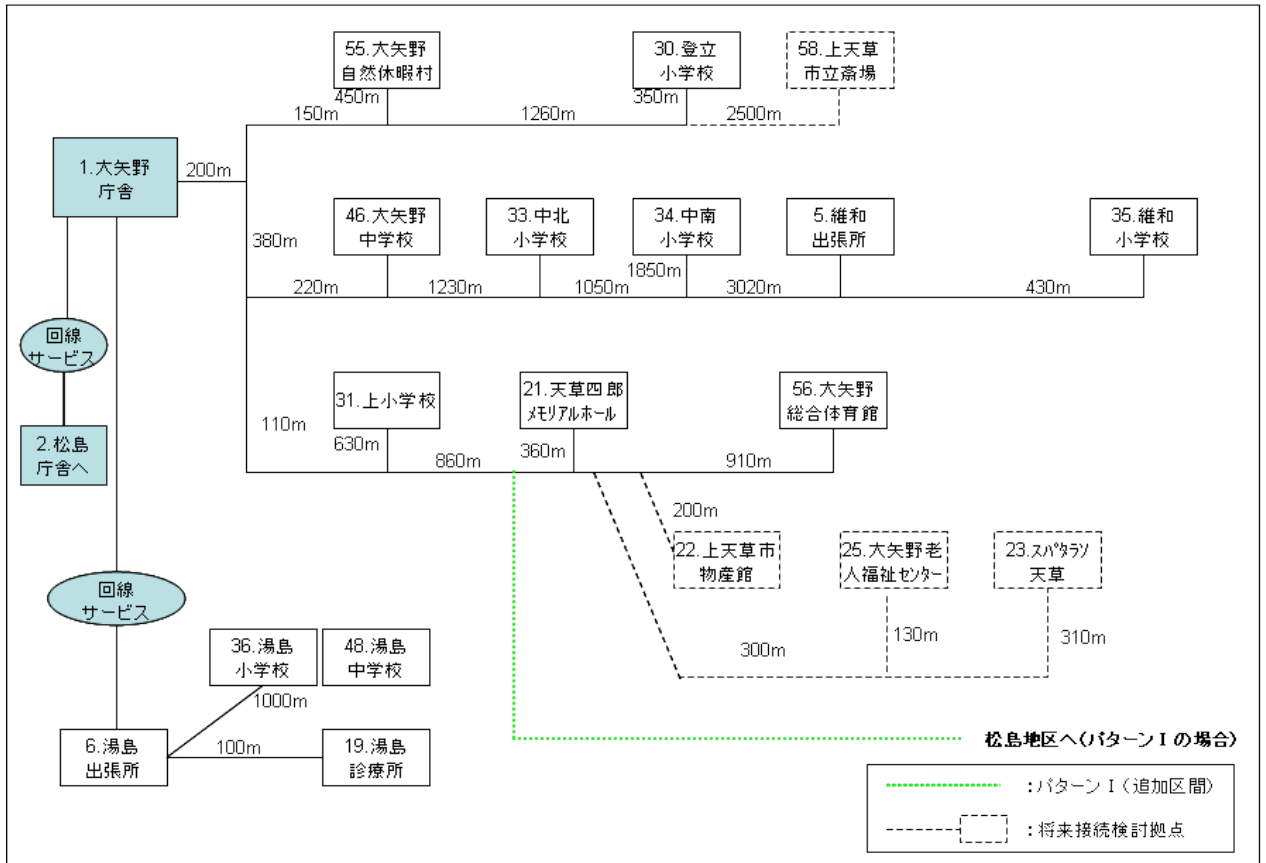 55.大矢野
自然休暇村
30.登立
小学校
58.上天草
市立斎場
450m
350m
150m
1260m
2500m
1.大矢野
庁舎
200m
46.大矢野
中学校
33.中北
小学校
34.中南
小学校
5.維和
出張所
35.維和
小学校
380m
1850m
220m
1230m
1050m
3020m
430m
回線
サービス
31.上小学校
21.天草四郎
メモリアルホール
56.大矢野
総合体育館
2.松島
庁舎へ
110m
630m
860m
360m
910m
200m
22.上天草市
物産館
25.大矢野老
人福祉センター
23.スパタラソ
天草
回線
サービス
300m
130m
310m
36.湯島
小学校
48.湯島
中学校
1000m
6.湯島
出張所
100m
19.湯島
診療所
松島地区へ(パターンⅠの場合)
:パターンⅠ(追加区間)
:将来接続検討拠点